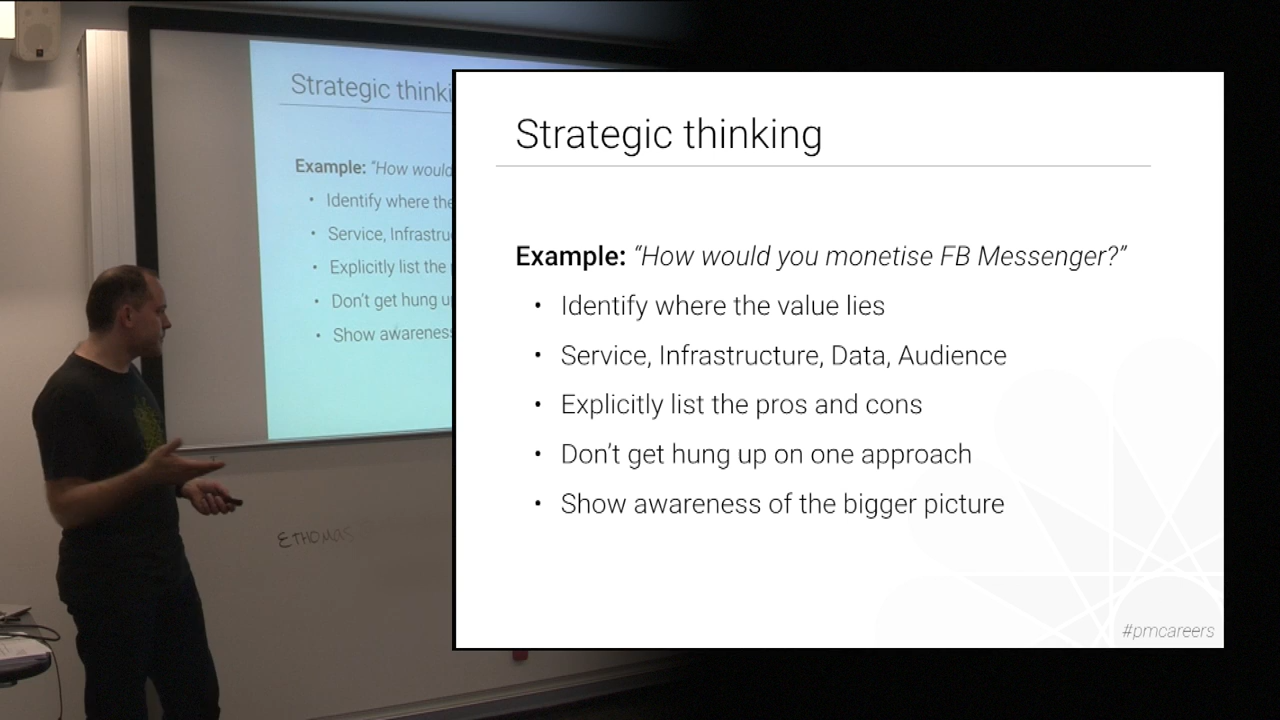 Strategic thinki
Example: "How would
Identify where the
Service, Infrastru
Explicitly list the
Don't get hung u
Show awareness
ETHOMAS
Strategic thinking
Example: “How would you monetise FB Messenger?”
• Identify where the value lies
• Service, Infrastructure, Data, Audience
• Explicitly list the pros and cons
• Don’t get hung up on one approach
• Show awareness of the bigger picture
#pmcareers